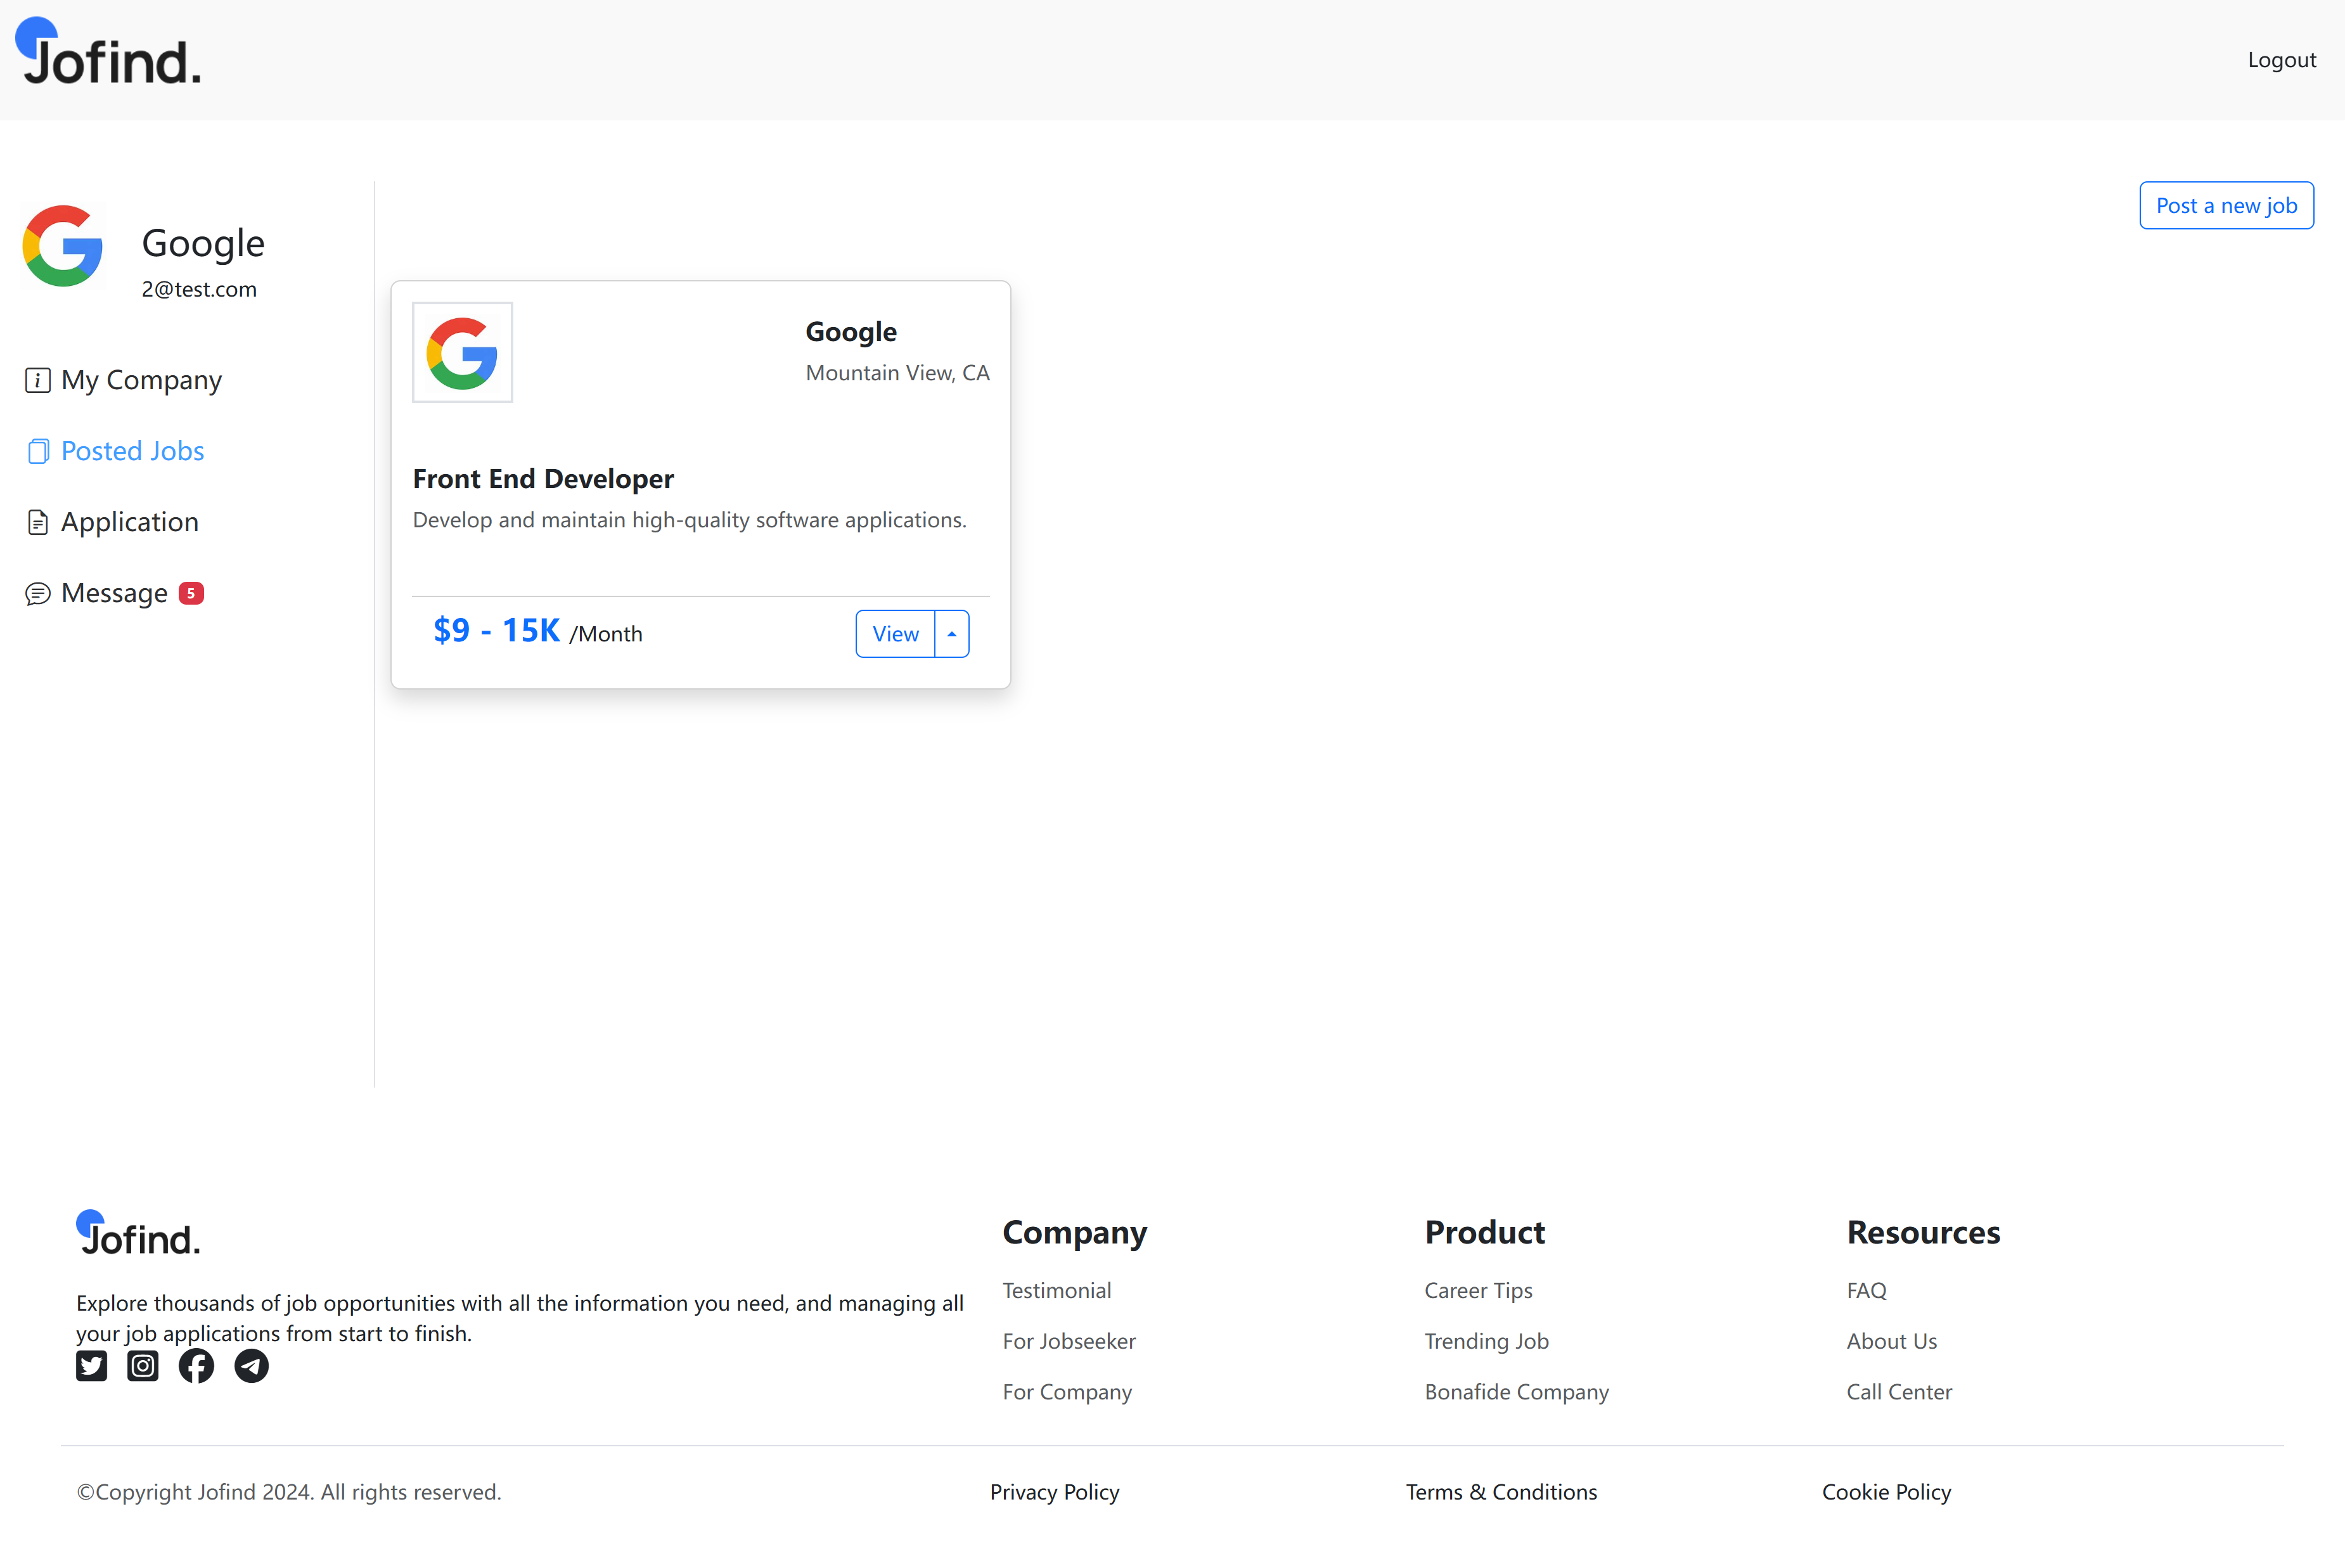 Jofind.
Logout
Google
2@test.com
My Company
Posted Jobs
Application
Message 5
Post a new job
Google
Mountain View, CA
Front End Developer
Develop and maintain high-quality software applications.
$9 - 15K /Month
View
Jofind.
Explore thousands of job opportunities with all the information you need, and managing all
your job applications from start to finish.
Company
Testimonial
For Jobseeker
For Company
Product
Career Tips
Trending Job
Bonafide Company
Resources
FAQ
About Us
Call Center
©Copyright Jofind 2024. All rights reserved.
Privacy Policy
Terms & Conditions
Cookie Policy